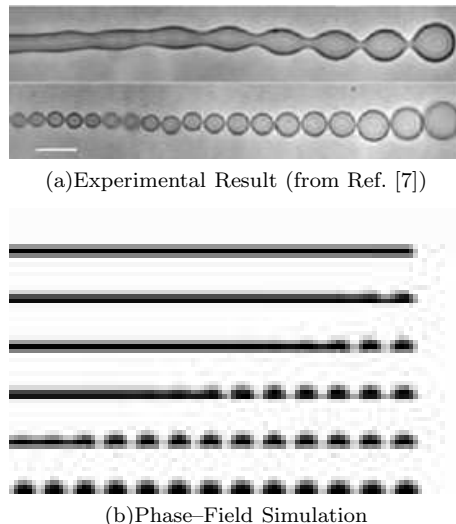 (a)Experimental Result (from Ref. [7])
(b)Phase–Field Simulation